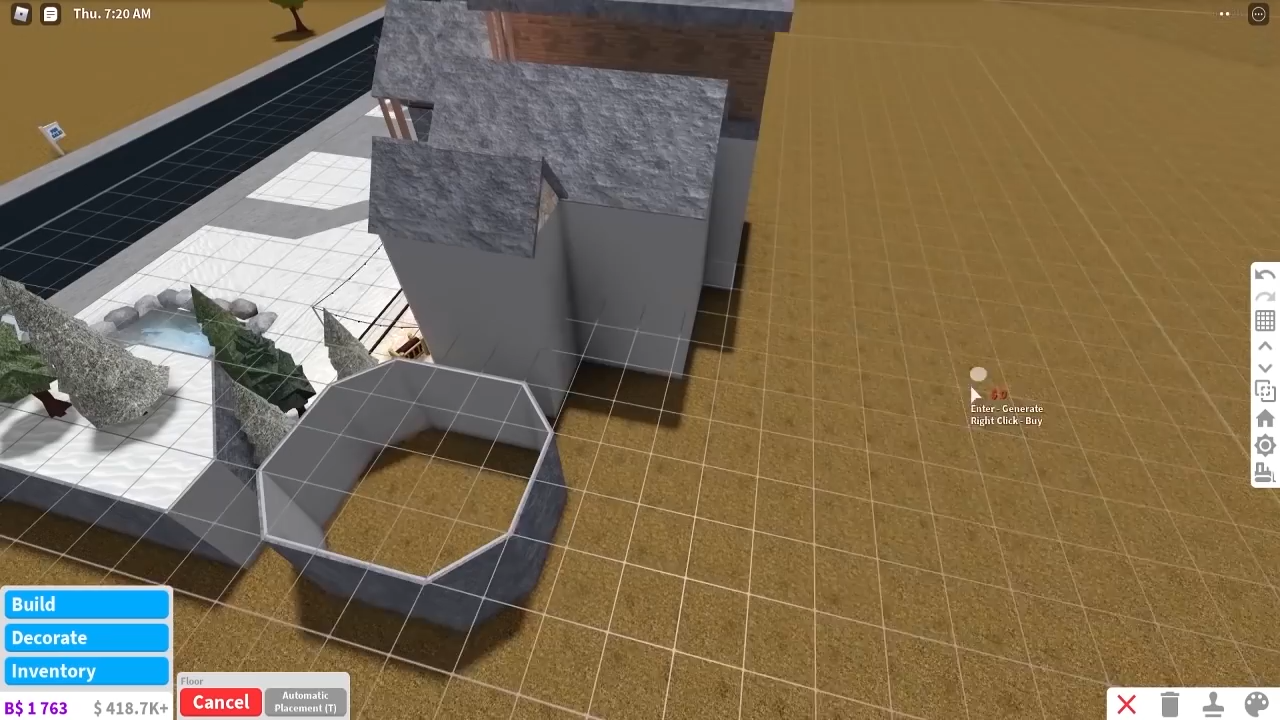 Thu. 7:20 AM
$0
Enter - Generate
Right Click - Buy
Build
Decorate
Inventory
B$ 1 763
$ 418.7K+
Floor
Cancel
Automatic
Placement (T)